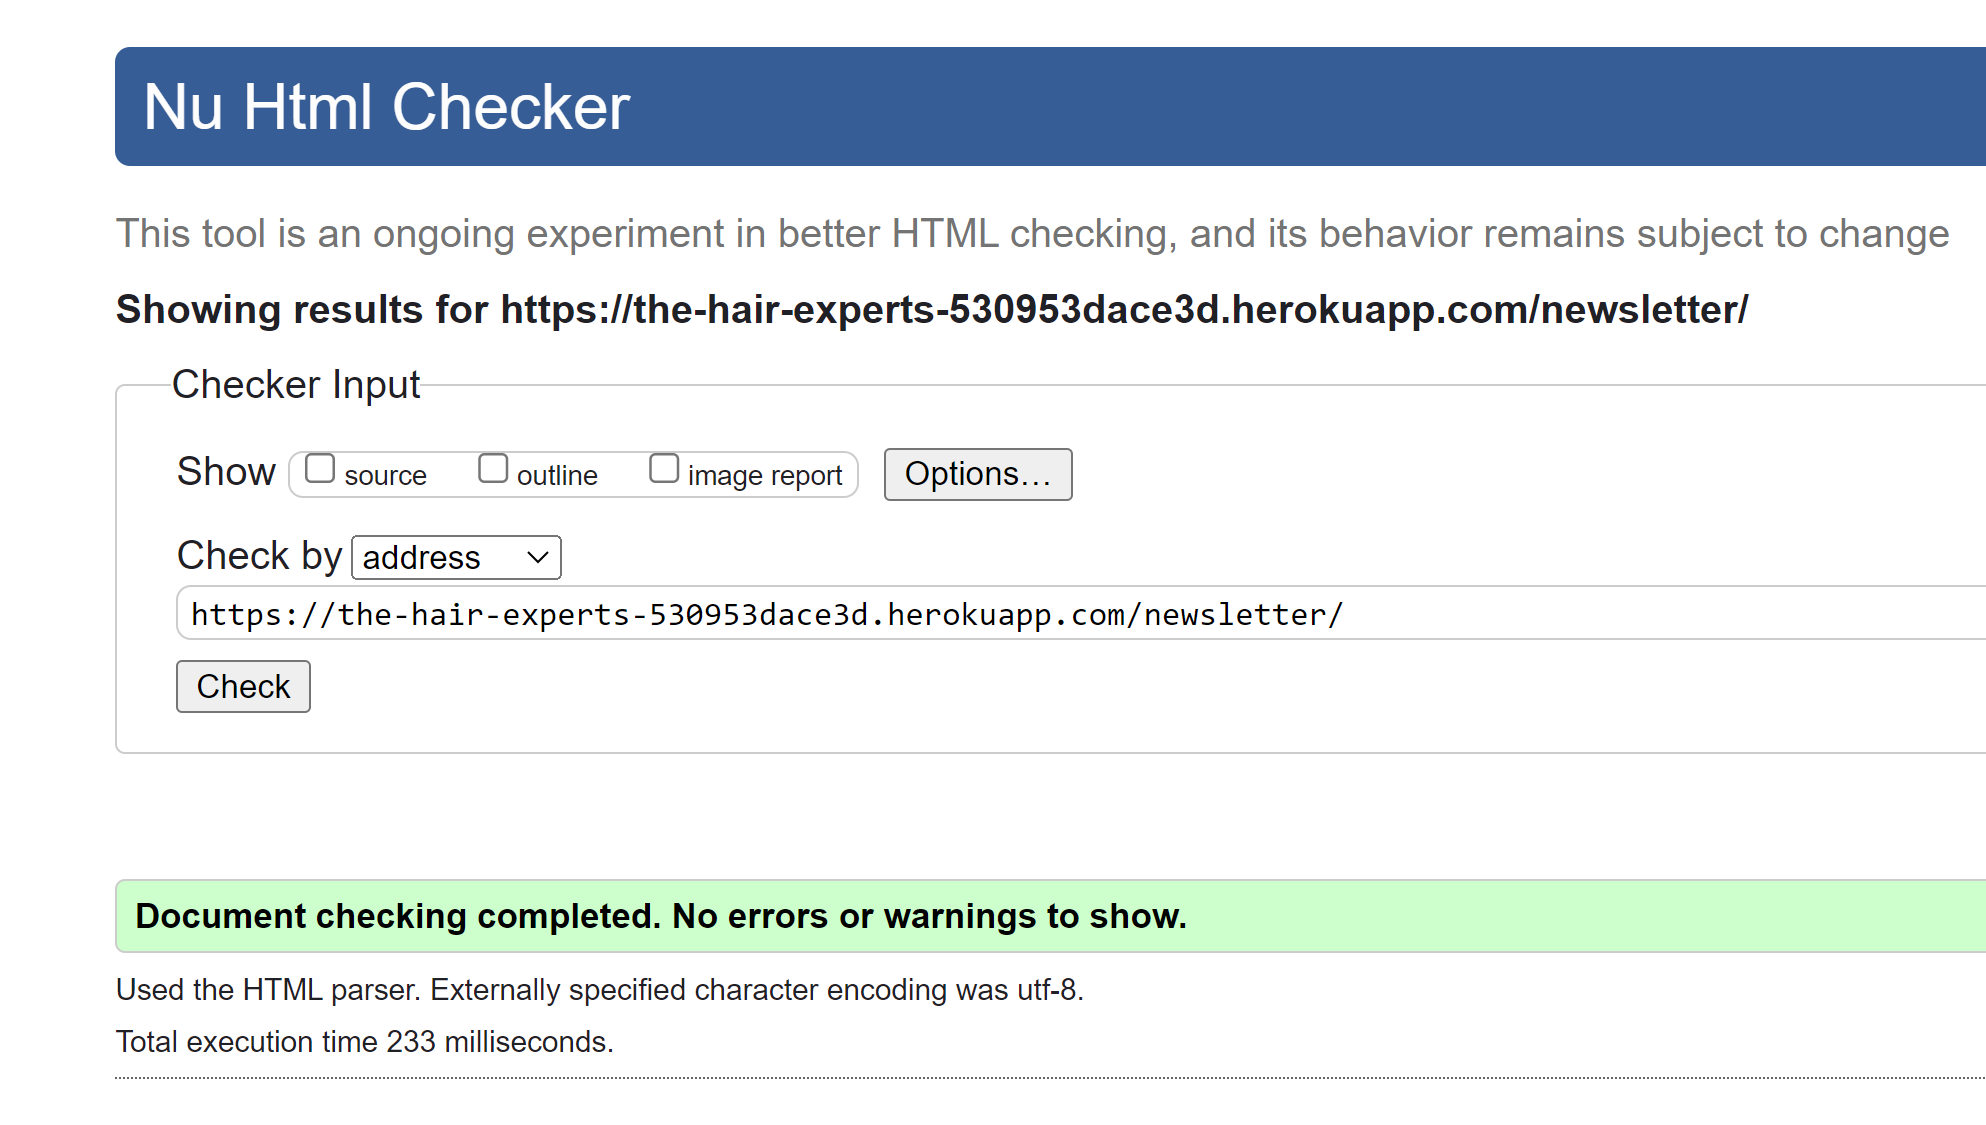 Nu Html Checker
This tool is an ongoing experiment in better HTML checking, and its behavior remains subject to change
Showing results for https://the-hair-experts-530953dace3d.herokuapp.com/newsletter/
Checker Input
Show source outline image report Options...
Check by address
https://the-hair-experts-530953dace3d.herokuapp.com/newsletter/
Check
Document checking completed. No errors or warnings to show.
Used the HTML parser. Externally specified character encoding was utf-8.
Total execution time 233 milliseconds.